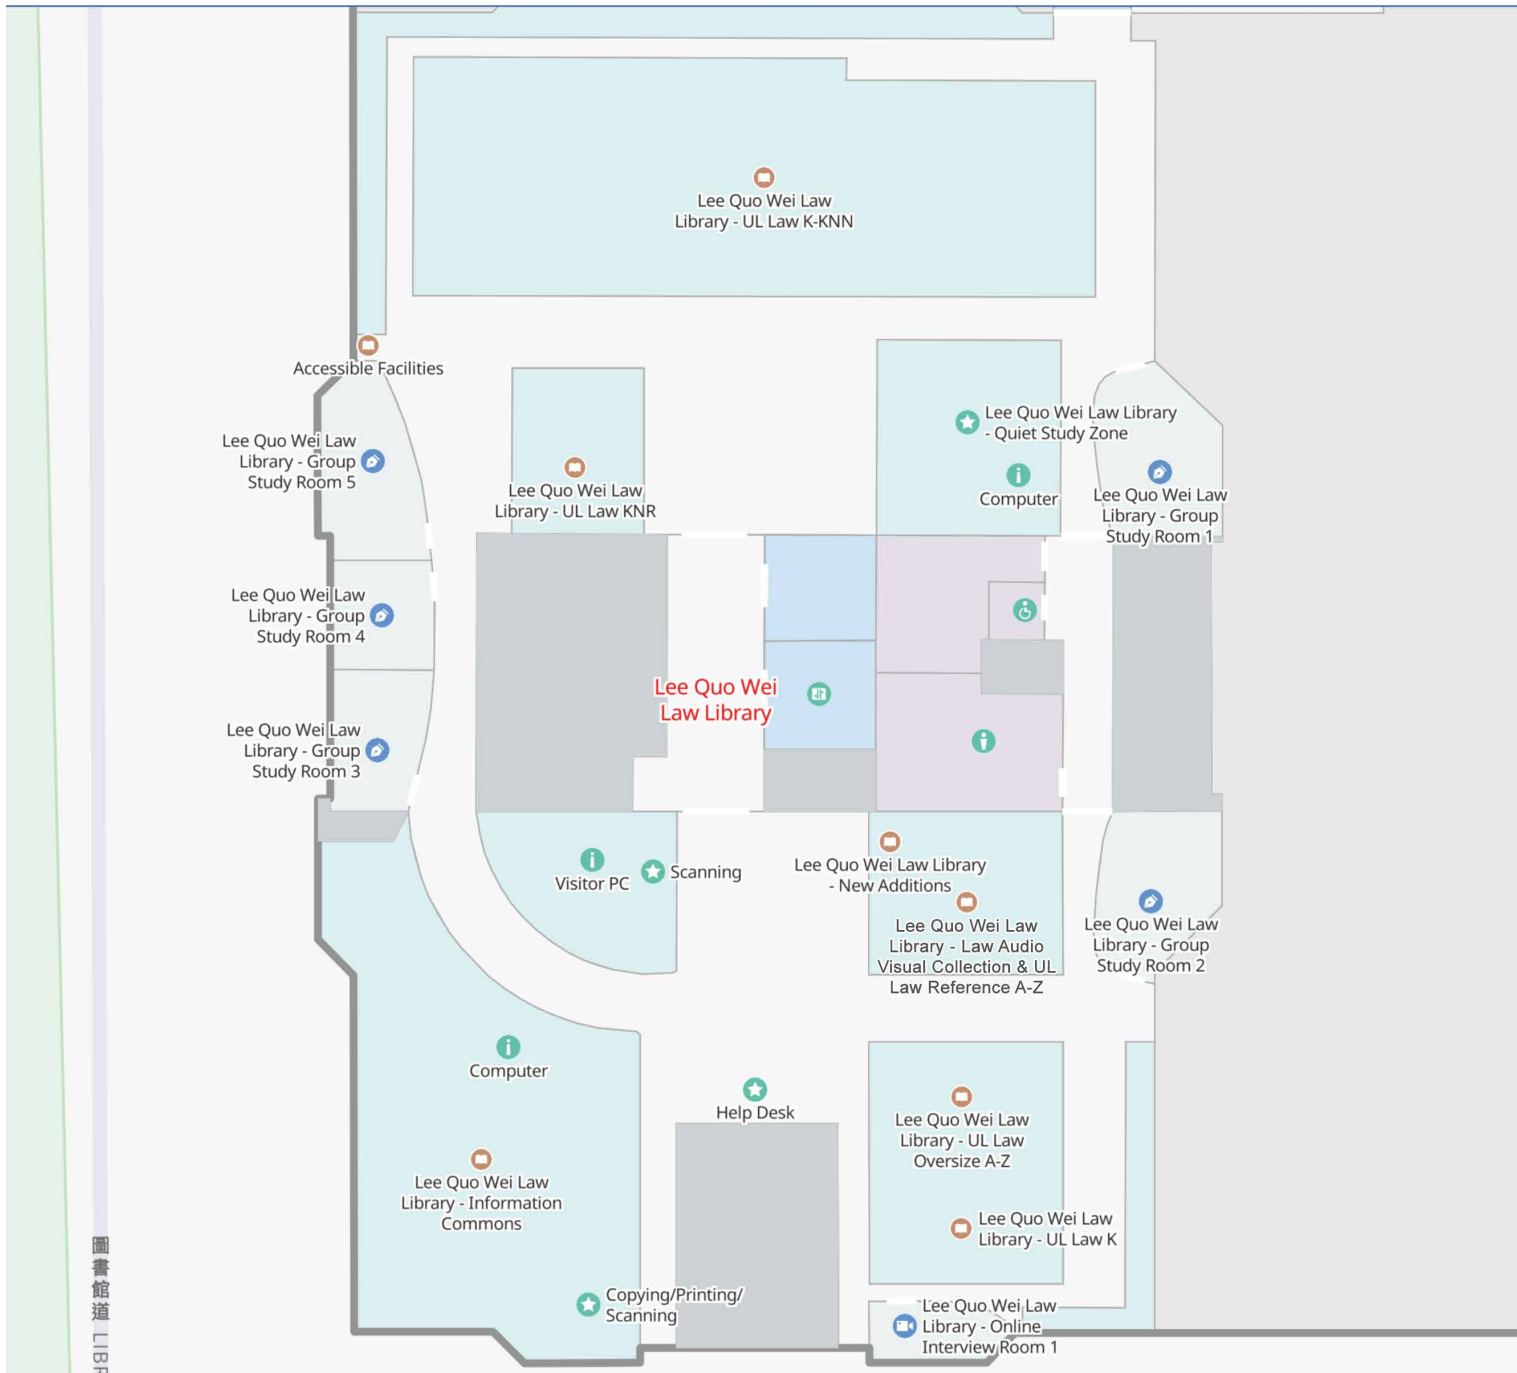 Lee Quo Wei Law
Library - UL Law K-KNN
Accessible Facilities
Lee Quo Wei Law Library
- Quiet Study Zone
Lee Quo Wei Law
Library - Group
Study Room 5
Lee Quo Wei Law
Library - UL Law KNR
Computer
Lee Quo Wei Law
Library - Group
Study Room 1
Lee Quo Wei Law
Library - Group
Study Room 4
Lee Quo Wei
Law Library
Lee Quo Wei Law
Library - Group
Study Room 3
Visitor PC
Scanning
Lee Quo Wei Law Library
- New Additions
Lee Quo Wei Law
Library - Law Audio
Visual Collection & UL
Law Reference A-Z
Lee Quo Wei Law
Library - Group
Study Room 2
Computer
Help Desk
Lee Quo Wei Law
Library - UL Law
Oversize A-Z
Lee Quo Wei Law
Library - Information
Commons
Lee Quo Wei Law
Library - UL Law K
Copying/Printing/
Scanning
Lee Quo Wei Law
Library - Online
Interview Room 1
圖書館道